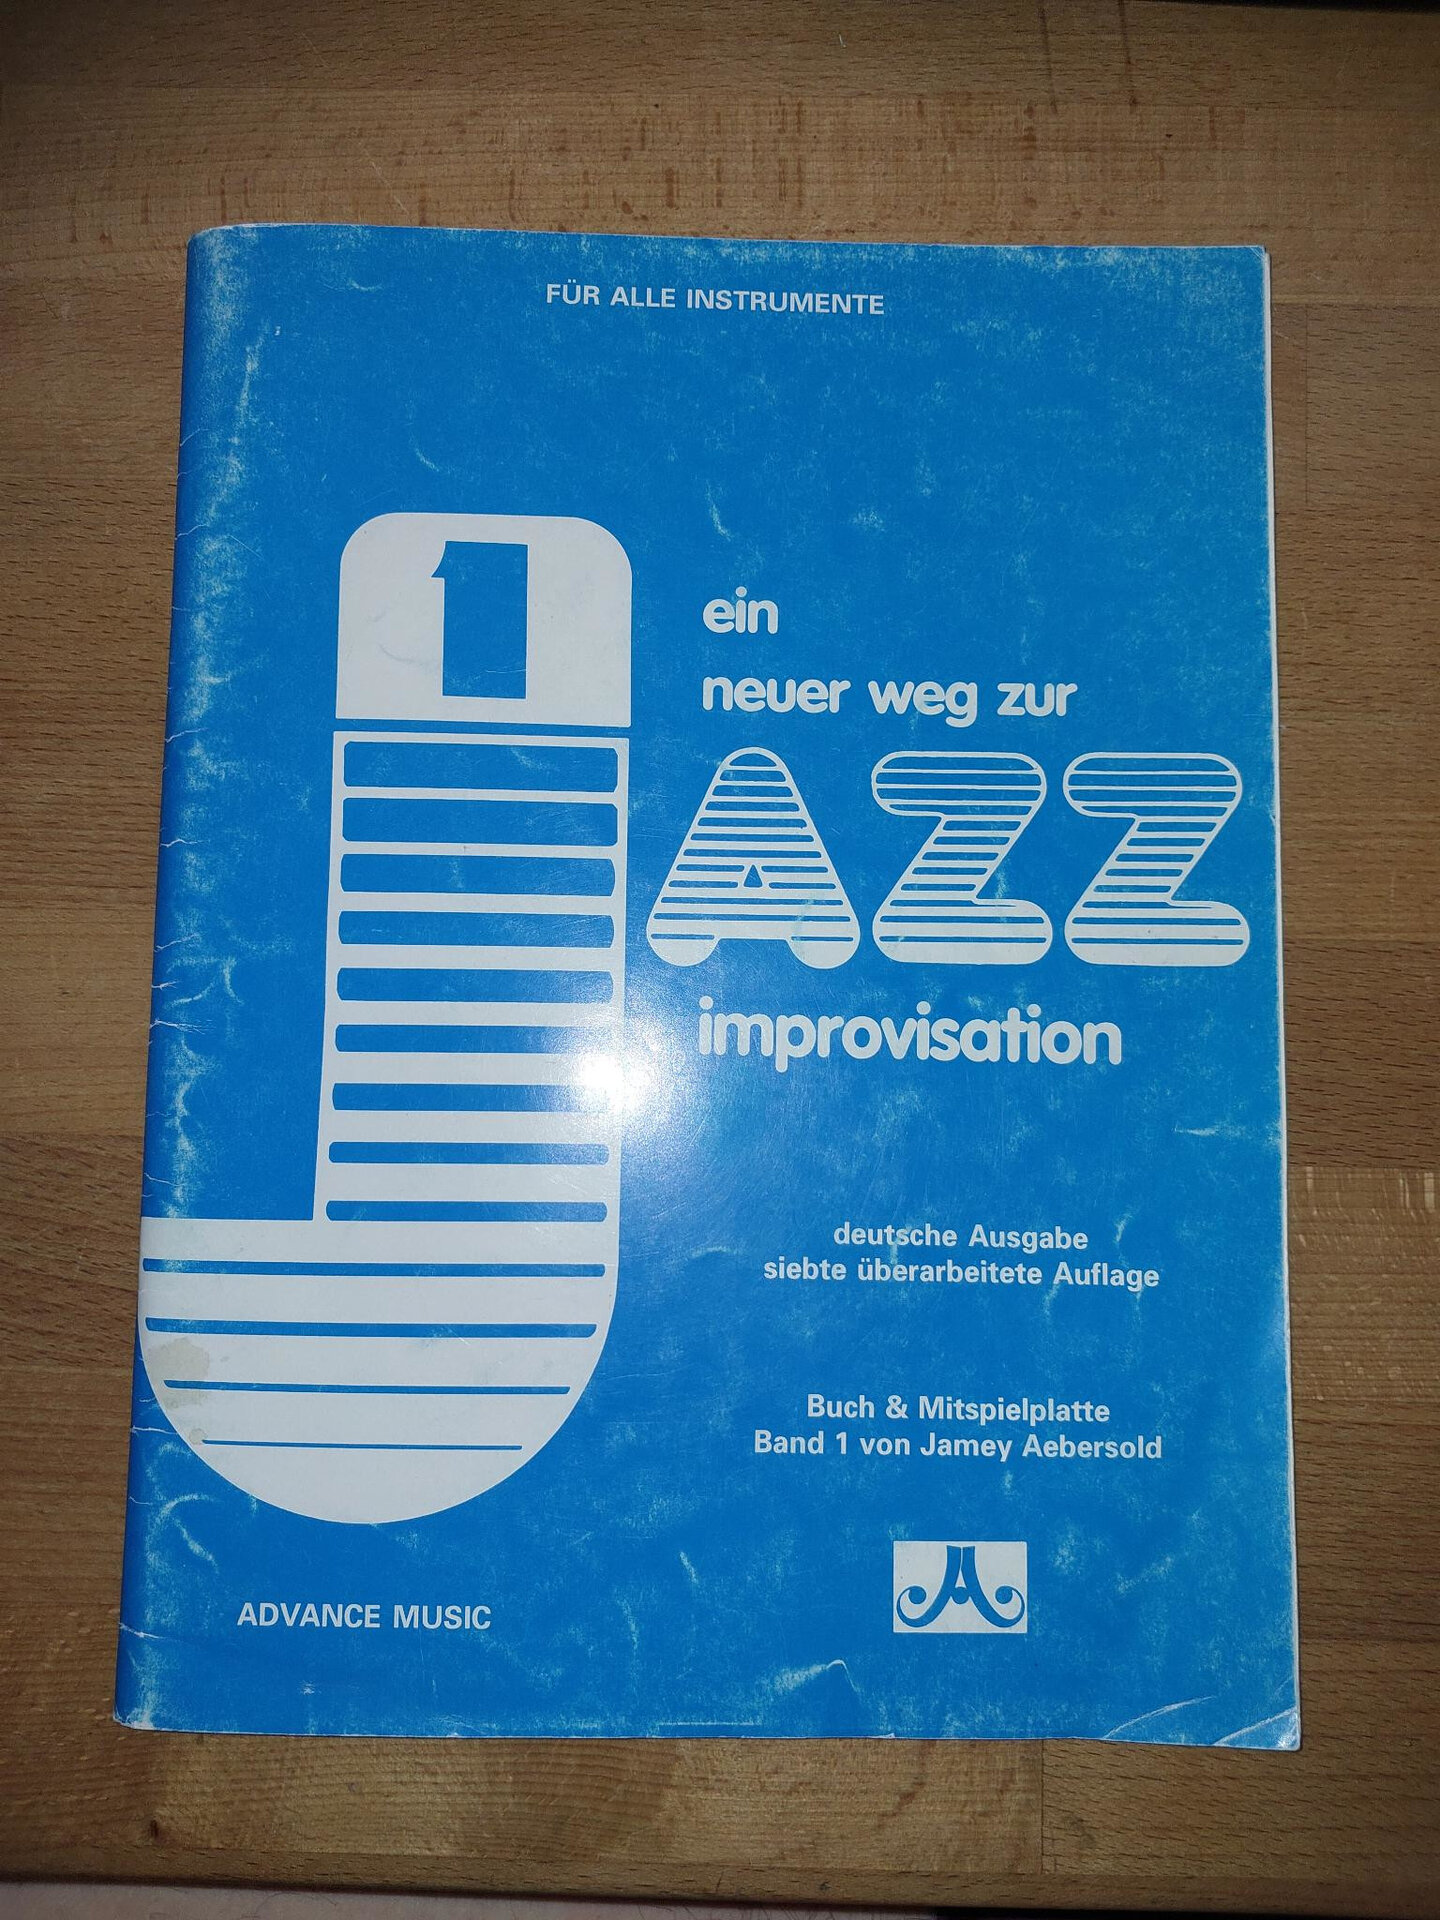 FÜR ALLE INSTRUMENTE
1
ein
neuer weg zur
JAZZ
improvisation
deutsche Ausgabe
siebte überarbeitete Auflage
Buch & Mitspielplatte
Band 1 von Jamey Aebersold
ADVANCE MUSIC
JA